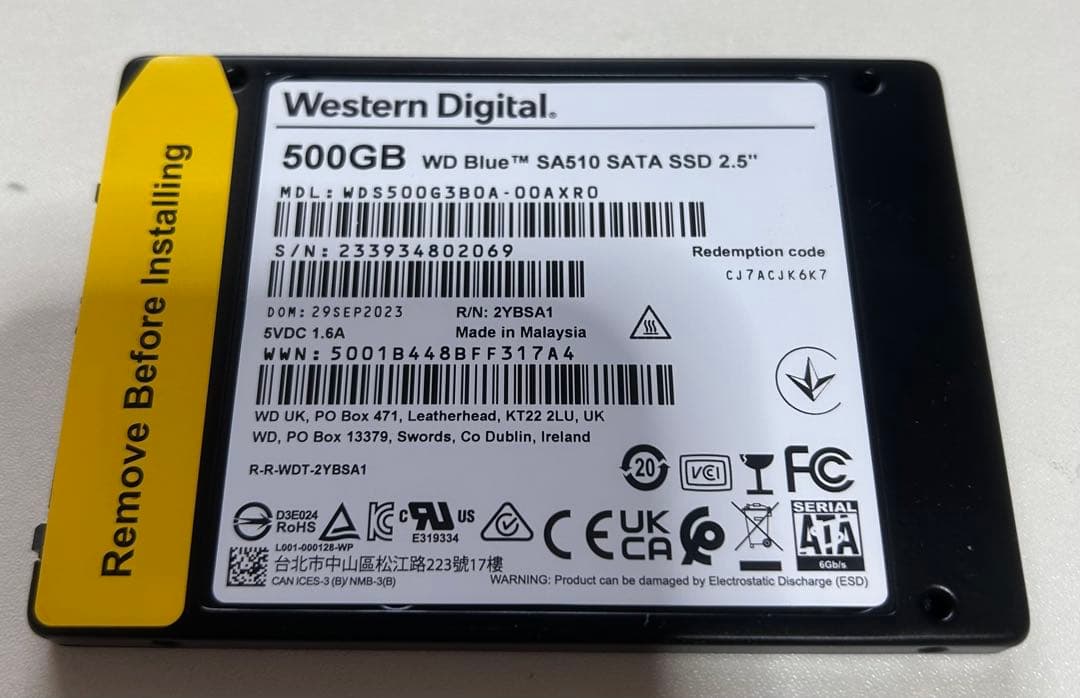 Remove Before Installing
Western Digital.
500GB WD Blue™ SA510 SATA SSD 2.5"
MDL: WDS500G3B0A-00AXR0
S/N: 233934802069
Redemption code
CJ7ACJK6K7
DOM: 29SEP2023 R/N: 2YBSA1
5VDC 1.6A Made in Malaysia
WWN: 5001B448BFF317A4
WD UK, PO Box 471, Leatherhead, KT22 2LU, UK
WD, PO Box 13379, Swords, Co Dublin, Ireland
R-R-WDT-2YBSA1
20 VCI FC
D3E024
RoHS
c RU US
E319334
CE
UK
CA
SERIAL
ATA
6Gb/s
L001-000128-WP
台北市中山區松江路223號17樓
CAN ICES-3 (B)/ NMB-3(B)
WARNING: Product can be damaged by Electrostatic Discharge (ESD)